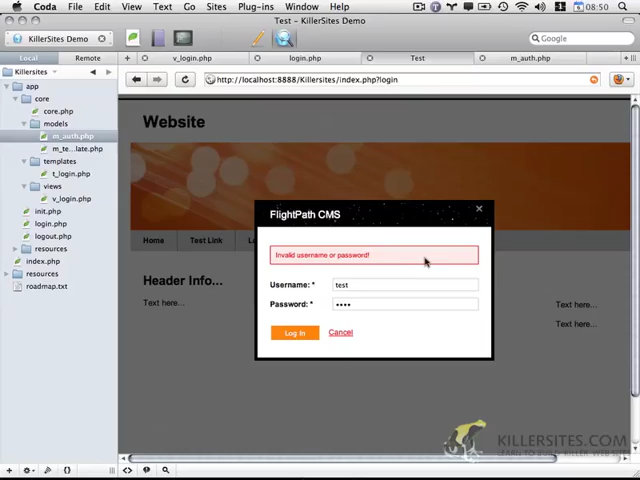 Coda File Edit View Text Go Sites Plug-ins Window Help 08:50
Test – KillerSites Demo
KillerSites Demo
Google
Local Remote v_login.php login.php Test m_auth.php
Killersites
http://localhost:8888/Killersites/index.php?login
app
core
core.php
models
m_auth.php
m_te...late.php
templates
t_login.php
views
v_login.php
init.php
login.php
logout.php
resources
index.php
resources
roadmap.txt
Website
Home Test Link
Header Info...
Text here...
Text here...
Text here...
FlightPath CMS
Invalid username or password!
Username: * test
Password: * ••••
Log In Cancel
KILLERSITES.COM